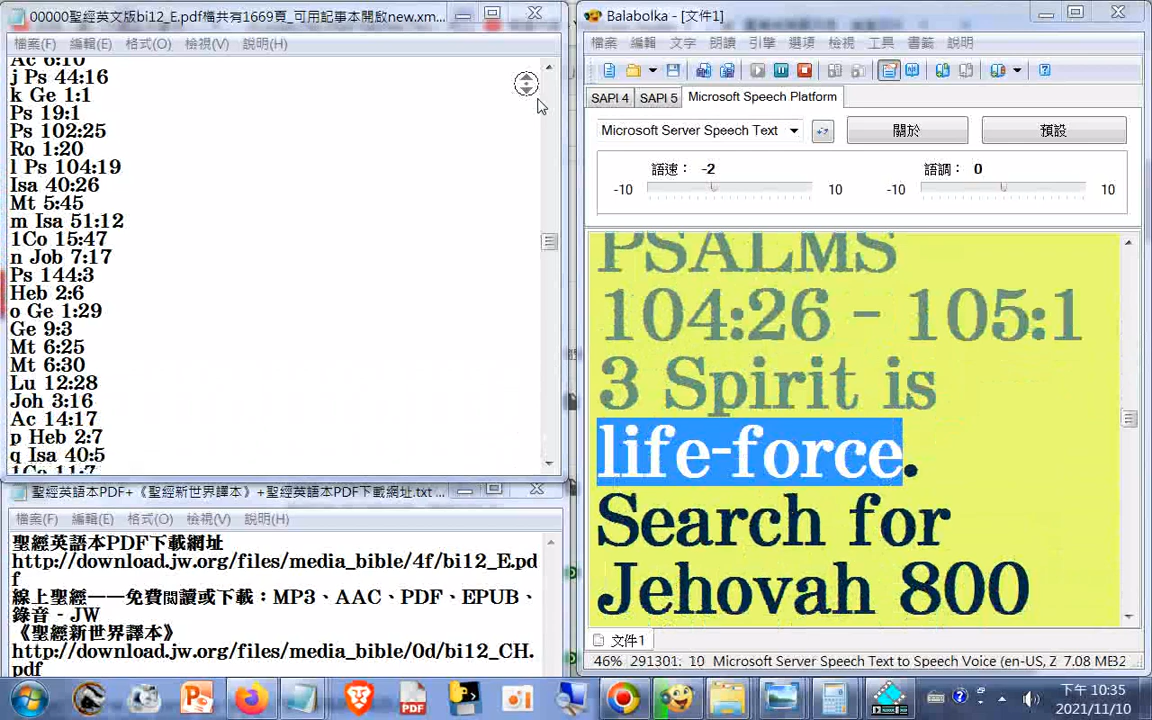 00000聖經英文版bi12_E.pdf檔共有1669頁_可用記事本開啟new.xm...
檔案(F) 編輯(E) 格式(O) 檢視(V) 說明(H)
Ac 6:10
j Ps 44:16
k Ge 1:1
Ps 19:1
Ps 102:25
Ro 1:20
l Ps 104:19
Isa 40:26
Mt 5:45
m Isa 51:12
1Co 15:47
n Job 7:17
Ps 144:3
Heb 2:6
o Ge 1:29
Ge 9:3
Mt 6:25
Mt 6:30
Lu 12:28
Joh 3:16
Ac 14:17
p Heb 2:7
q Isa 40:5
1Co 11:7
聖經英語本PDF+《聖經新世界譯本》+聖經英語本PDF下載網址.txt ...
檔案(F) 編輯(E) 格式(O) 檢視(V) 說明(H)
聖經英語本PDF下載網址
http://download.jw.org/files/media_bible/4f/bi12_E.pd
f
線上聖經——免費閱讀或下載：MP3、AAC、PDF、EPUB、
錄音 - JW
《聖經新世界譯本》
http://download.jw.org/files/media_bible/0d/bi12_CH.
pdf
Balabolka - [文件1]
檔案 編輯 文字 朗讀 引擎 選項 檢視 工具 書籤 說明
SAPI 4 SAPI 5 Microsoft Speech Platform
Microsoft Server Speech Text 關於 預設
語速： -2 語調： 0
-10 10 -10 10
PSALMS
104:26 - 105:1
3 Spirit is
life-force.
Search for
Jehovah 800
文件1
46% 291301: 10 Microsoft Server Speech Text to Speech Voice (en-US, Z 7.08 MB2
PDF
下午 10:35
2021/11/10